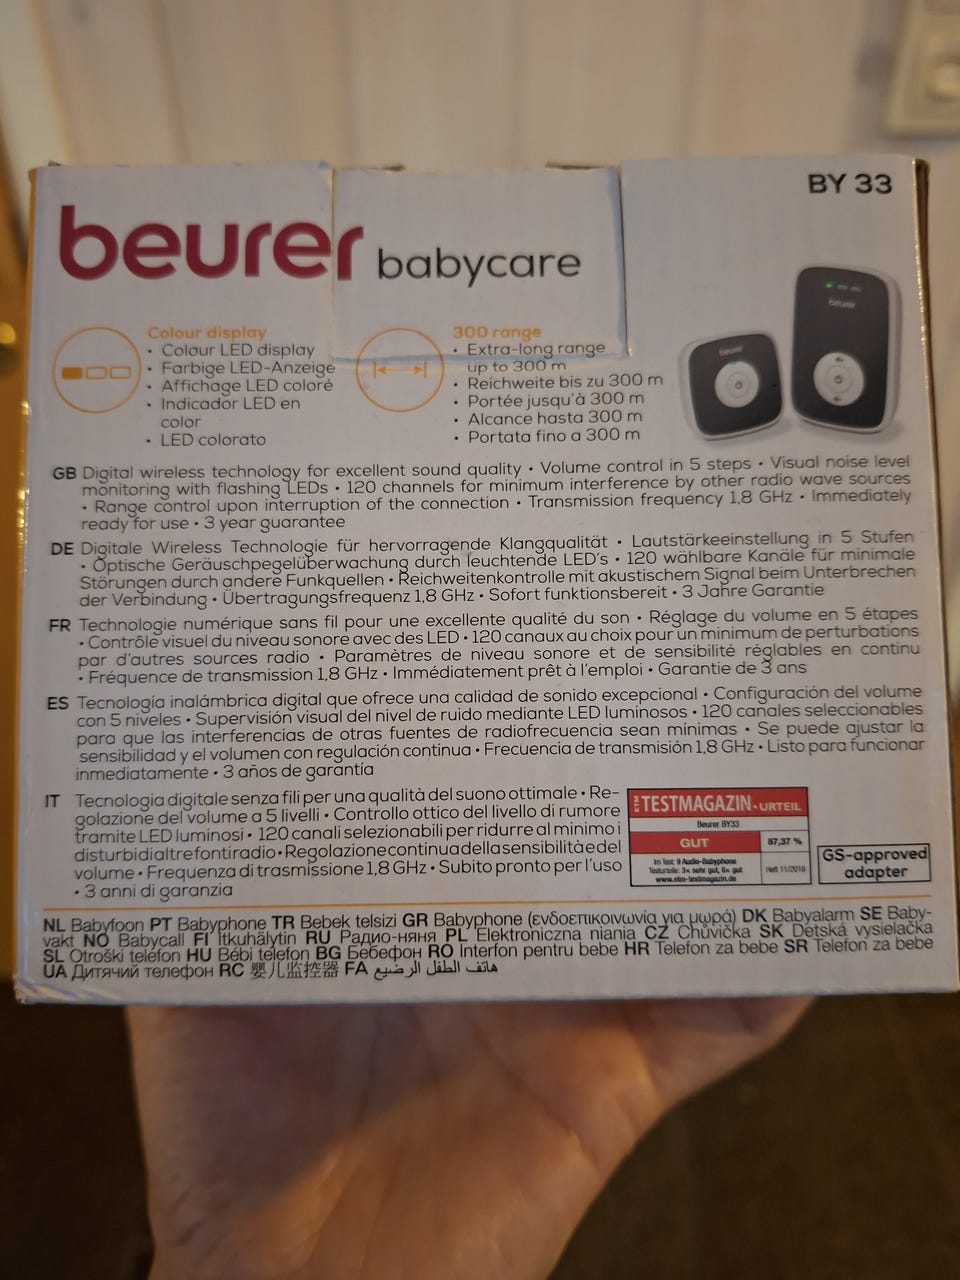 BY 33
beurer babycare
Colour display
• Colour LED display
• Farbige LED-Anzeige
• Affichage LED coloré
• Indicador LED en
color
• LED colorato
300 range
• Extra-long range
up to 300 m
• Reichweite bis zu 300 m
• Portée jusqu'à 300 m
• Alcance hasta 300 m
• Portata fino a 300 m
beurer
beurer
GB Digital wireless technology for excellent sound quality • Volume control in 5 steps • Visual noise level
monitoring with flashing LEDs • 120 channels for minimum interference by other radio wave sources
• Range control upon interruption of the connection • Transmission frequency 1,8 GHz • Immediately
ready for use • 3 year guarantee
DE Digitale Wireless Technologie für hervorragende Klangqualität • Lautstärkeeinstellung in 5 Stufen
• Optische Geräuschpegelüberwachung durch leuchtende LED's • 120 wählbare Kanäle für minimale
Störungen durch andere Funkquellen • Reichweitenkontrolle mit akustischem Signal beim Unterbrechen
der Verbindung • Übertragungsfrequenz 1,8 GHz • Sofort funktionsbereit • 3 Jahre Garantie
FR Technologie numérique sans fil pour une excellente qualité du son • Réglage du volume en 5 étapes
• Contrôle visuel du niveau sonore avec des LED • 120 canaux au choix pour un minimum de perturbations
par d'autres sources radio • Paramètres de niveau sonore et de sensibilité réglables en continu
• Fréquence de transmission 1,8 GHz • Immédiatement prêt à l'emploi • Garantie de 3 ans
ES Tecnología inalámbrica digital que ofrece una calidad de sonido excepcional • Configuración del volume
con 5 niveles • Supervisión visual del nivel de ruido mediante LED luminosos • 120 canales seleccionables
para que las interferencias de otras fuentes de radiofrecuencia sean mínimas • Se puede ajustar la
sensibilidad y el volumen con regulación continua • Frecuencia de transmisión 1,8 GHz • Listo para funcionar
inmediatamente • 3 años de garantía
IT Tecnologia digitale senza fili per una qualità del suono ottimale • Re-
golazione del volume a 5 livelli • Controllo ottico del livello di rumore
tramite LED luminosi • 120 canali selezionabili per ridurre al minimo i
disturbi di altre fonti radio • Regolazione continua della sensibilità e del
volume • Frequenza di trasmissione 1,8 GHz • Subito pronto per l'uso
• 3 anni di garanzia
ETM TESTMAGAZIN - URTEIL
Beurer BY33
GUT 87,37 %
Im Test: 9 Audio-Babyphone
Testurteile: 3x sehr gut, 6x gut
www.etm-testmagazin.de
Heft 11/2016
GS-approved
adapter
NL Babyfoon PT Babyphone TR Bebek telsizi GR Babyphone (ενδοεπικοινωνία για μωρά) DK Babyalarm SE Baby-
vakt NO Babycall FI Itkuhälytin RU Радио-няня PL Elektroniczna niania CZ Chůvička SK Detská vysielačka
SL Otroški telefon HU Bébi telefon BG Бебефон RO Interfon pentru bebe HR Telefon za bebe SR Telefon za bebe
UA Дитячий телефон RC 婴儿监控器 FA هاتف الطفل الرضيع